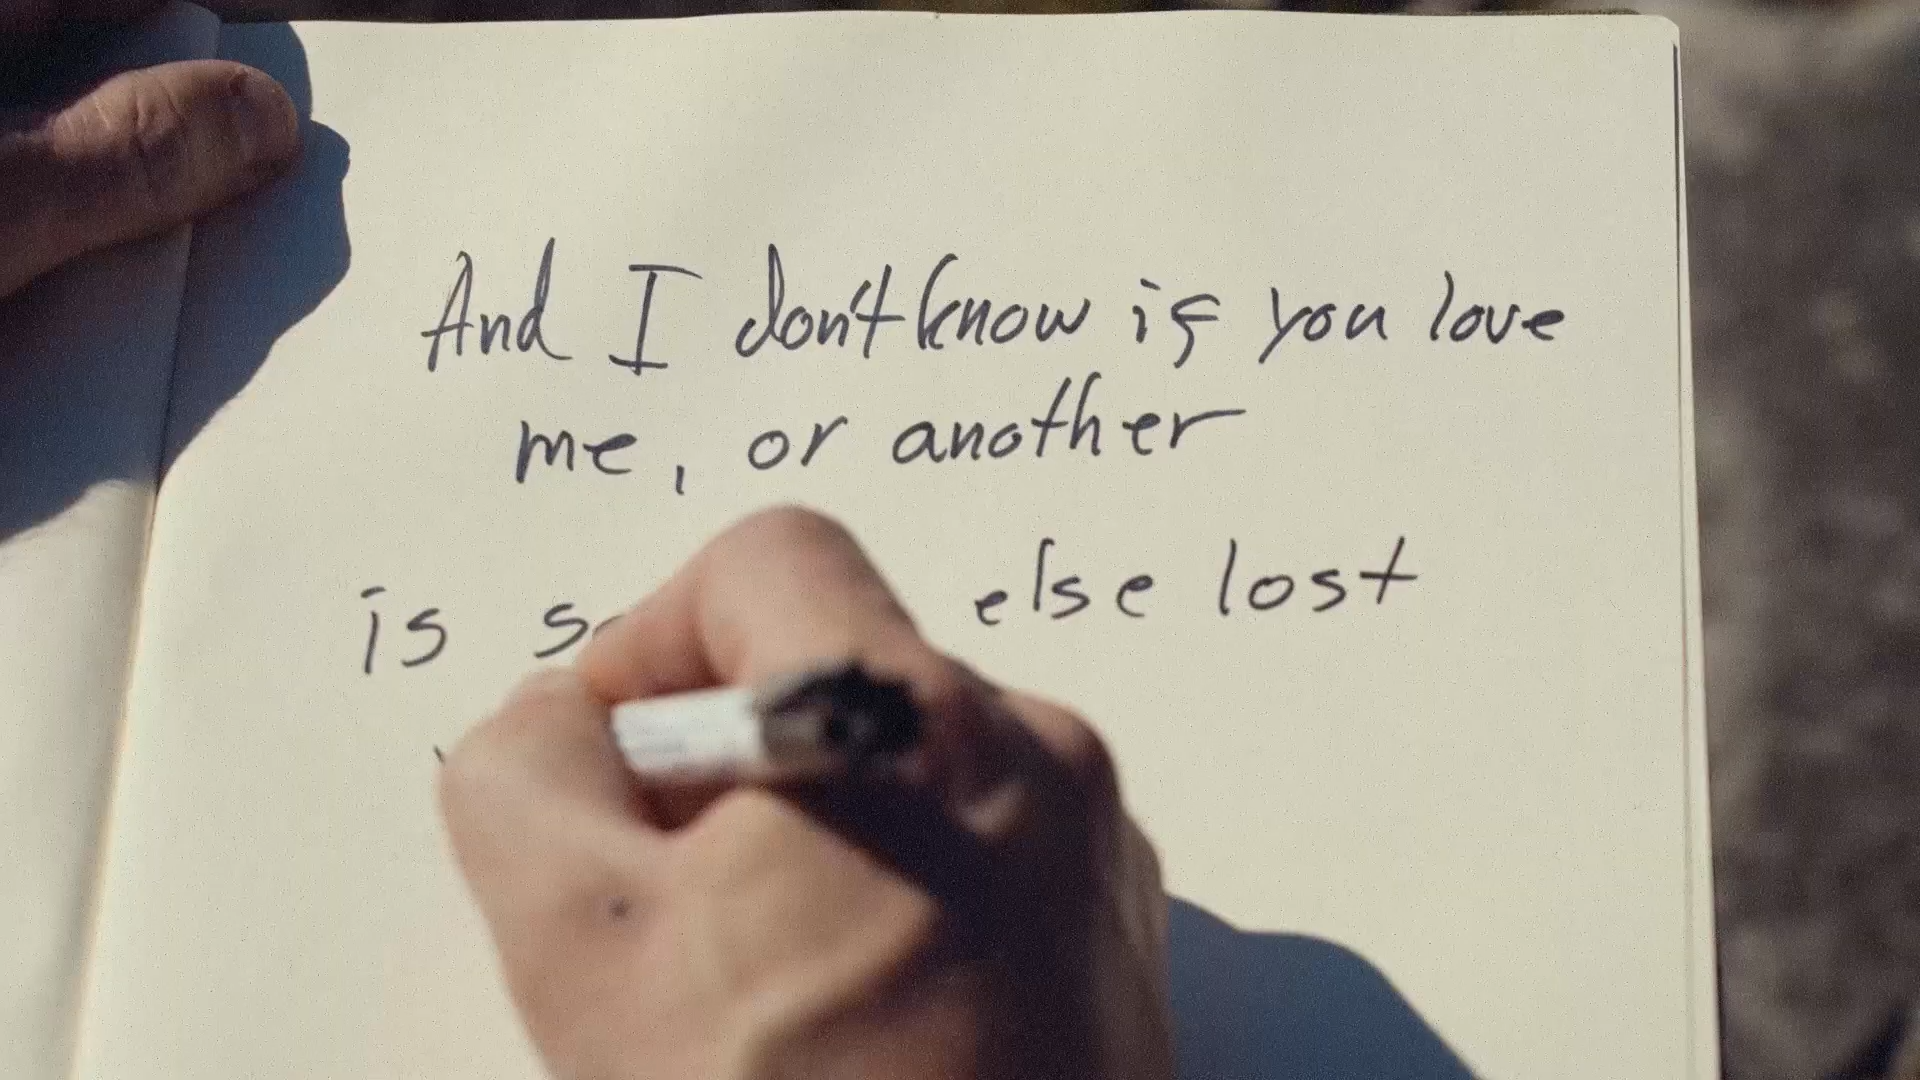 And I don't know if you love
me, or another
is else lost